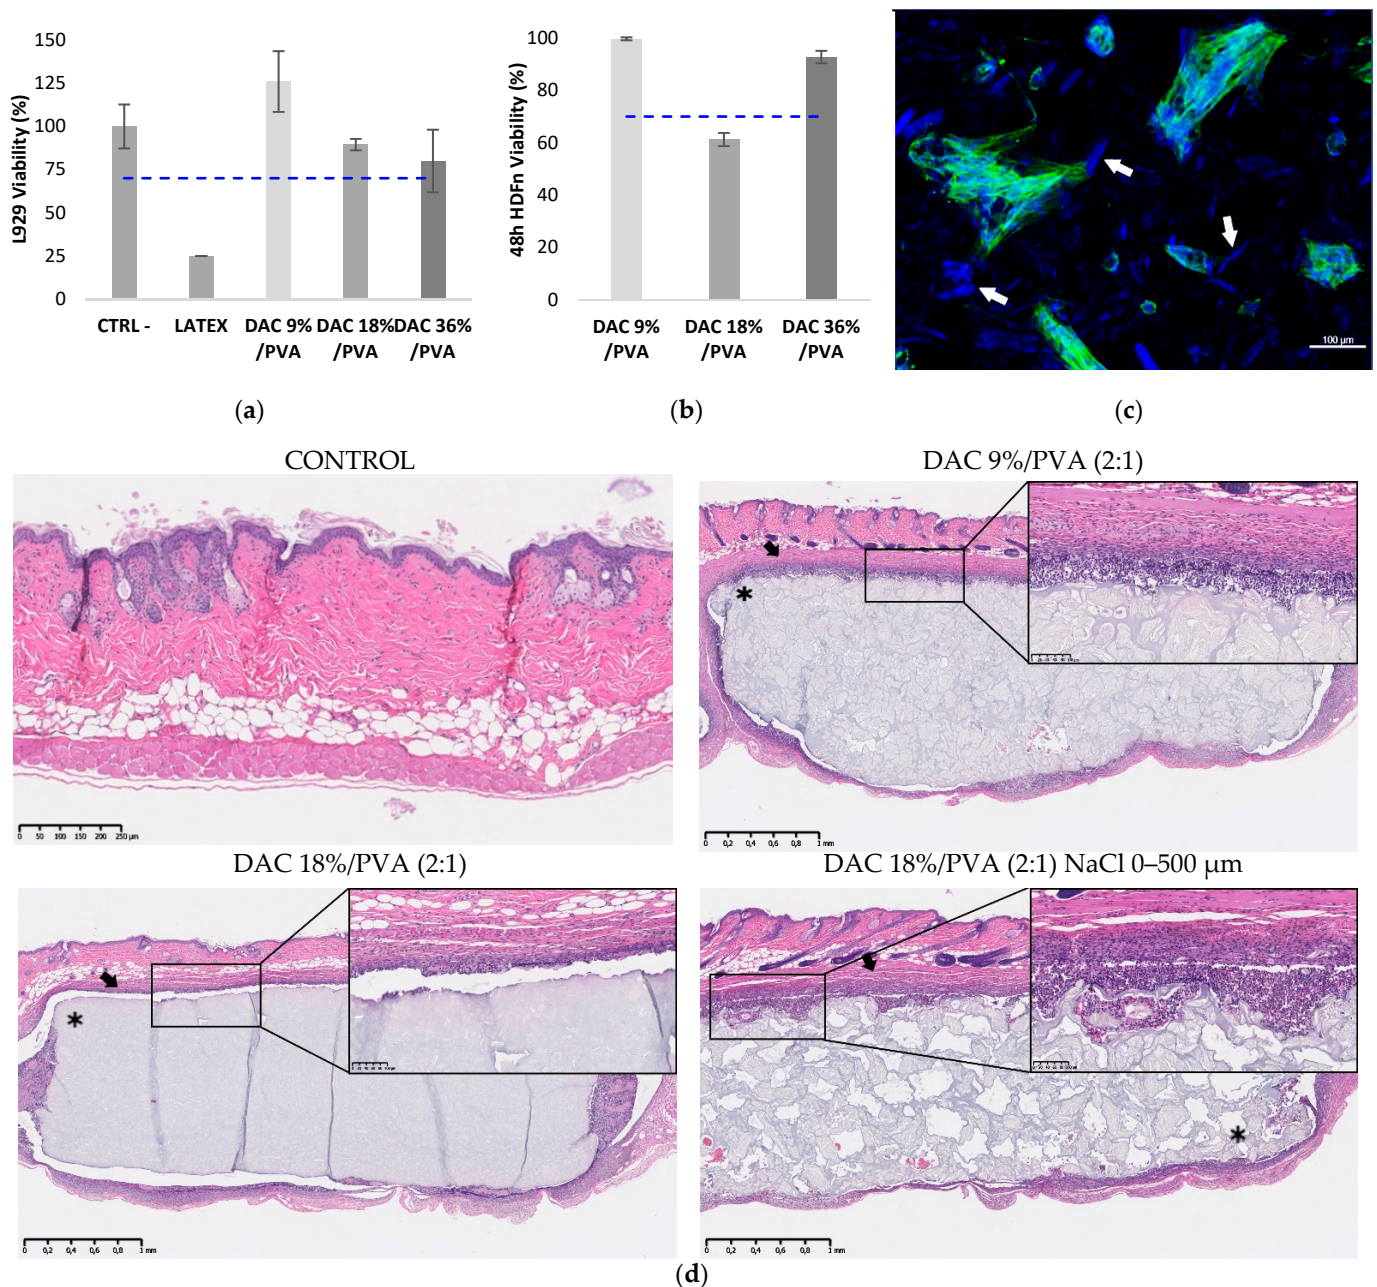 L929 Viability (%)
150
125
100
75
50
25
0
CTRL -
LATEX
DAC 9%
/PVA
DAC 18%
/PVA
DAC 36%
/PVA
(a)
48h HDFn Viability (%)
100
80
60
40
20
0
DAC 9%
/PVA
DAC 18%
/PVA
DAC 36%
/PVA
(b)
100 µm
(c)
CONTROL
0 50 100 150 200 250 µm
DAC 9%/PVA (2:1)
0 0,2 0,4 0,6 0,8 1 mm
*
DAC 18%/PVA (2:1)
*
0 0,2 0,4 0,6 0,8 1 mm
DAC 18%/PVA (2:1) NaCl 0–500 µm
*
0 0,2 0,4 0,6 0,8 1 mm
(d)